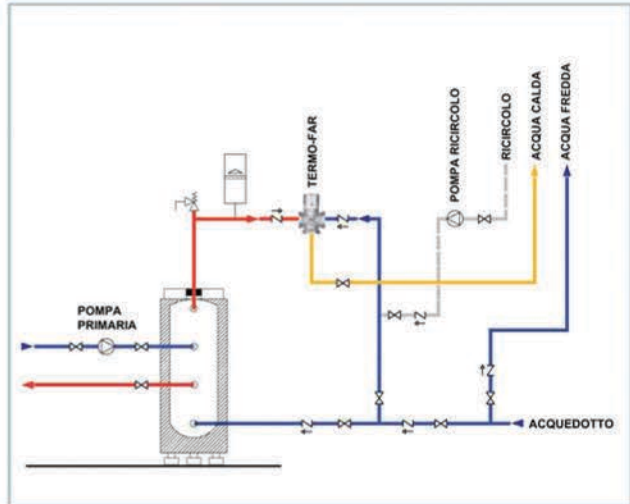 TERMO-FAR
POMPA RICIRCOLO
RICIRCOLO
ACQUA CALDA
ACQUA FREDDA
POMPA
PRIMARIA
ACQUEDOTTO